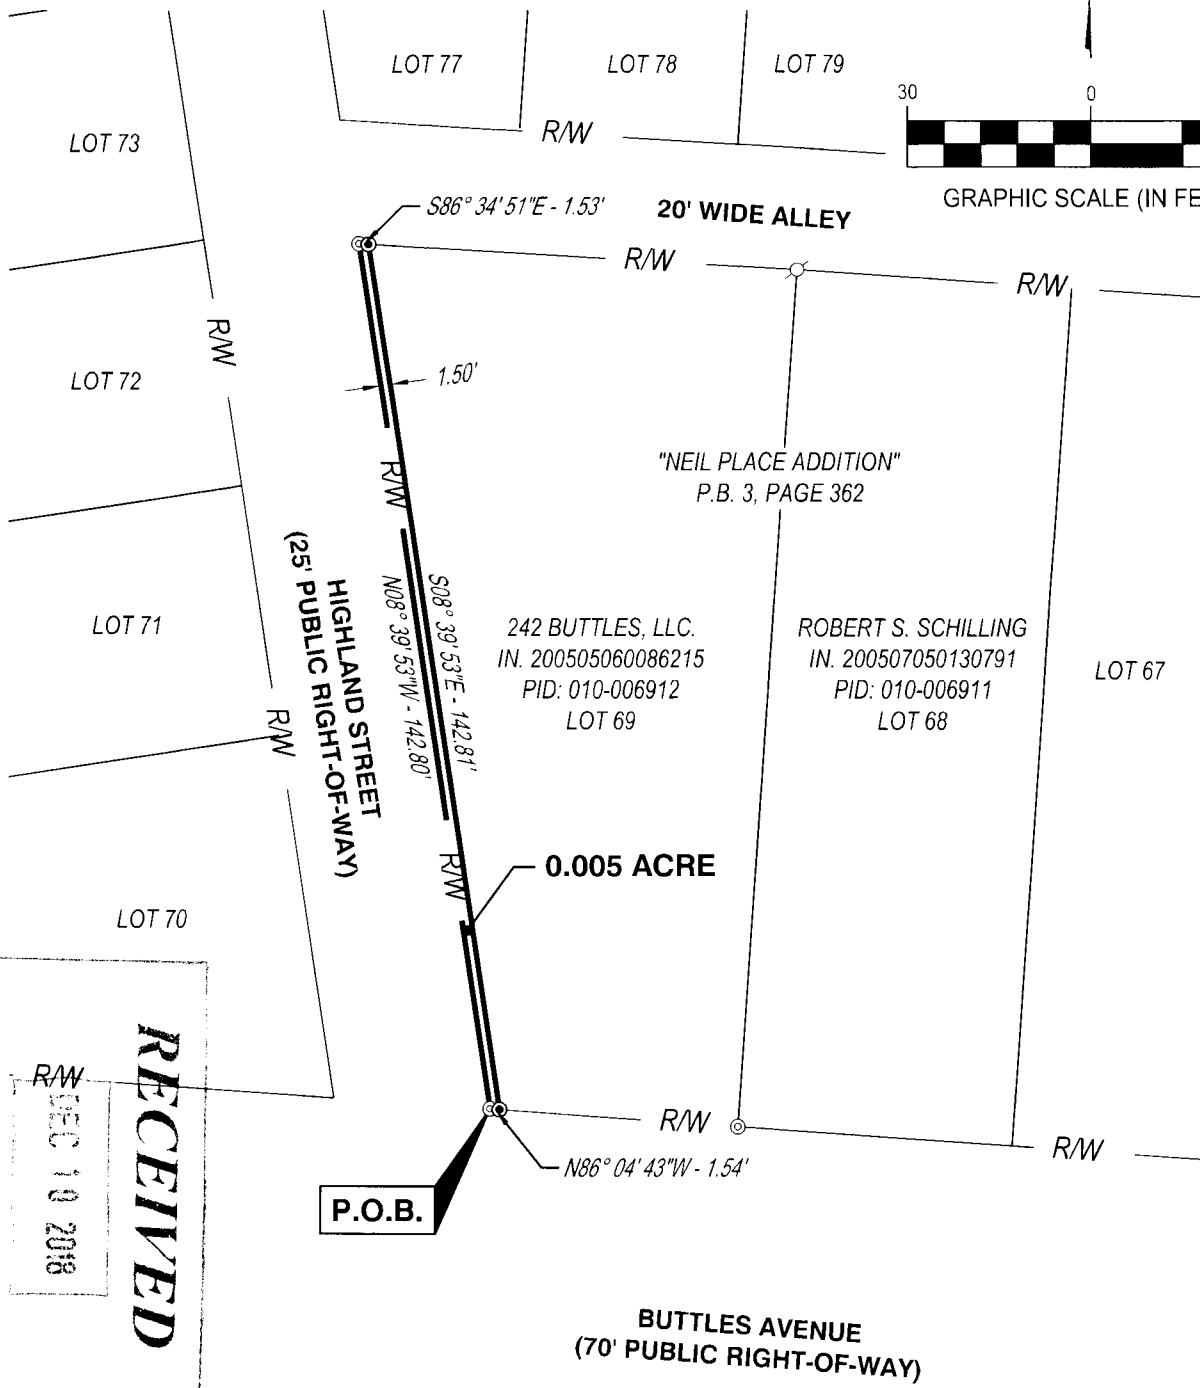 LOT 77
LOT 78
LOT 79
30
0
R/W
LOT 73
GRAPHIC SCALE (IN FE
S86° 34' 51"E - 1.53'
20' WIDE ALLEY
R/W
R/W
R/W
LOT 72
1.50'
"NEIL PLACE ADDITION"
P.B. 3, PAGE 362
R/W
HIGHLAND STREET
(25' PUBLIC RIGHT-OF-WAY)
N08° 39' 53"W - 142.80'
S08° 39' 53"E - 142.81'
LOT 71
242 BUTTLES, LLC.
IN. 200505060086215
PID: 010-006912
LOT 69
ROBERT S. SCHILLING
IN. 200507050130791
PID: 010-006911
LOT 68
LOT 67
R/W
R/W
0.005 ACRE
LOT 70
R/W
RECEIVED
DEC 10 2018
R/W
R/W
N86° 04' 43"W - 1.54'
P.O.B.
BUTTLES AVENUE
(70' PUBLIC RIGHT-OF-WAY)